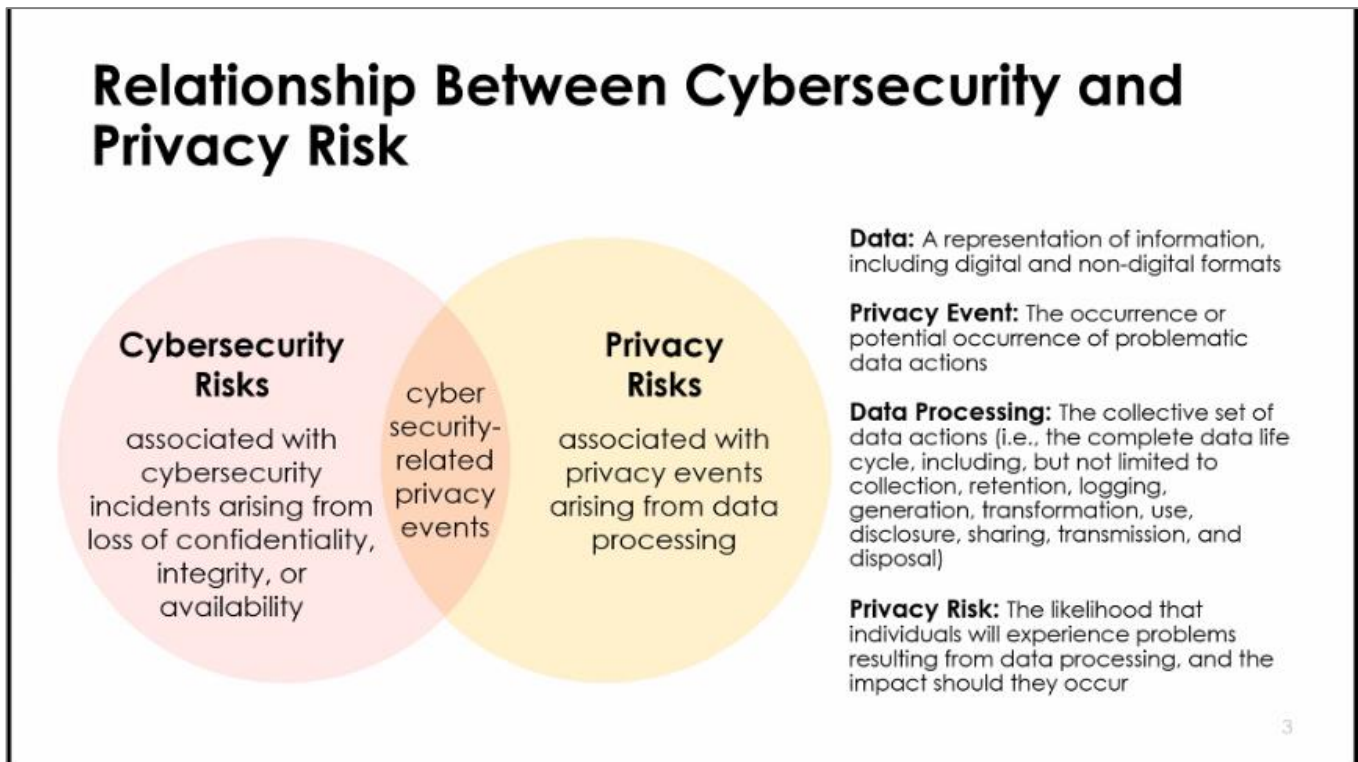 Relationship Between Cybersecurity and
Privacy Risk
Cybersecurity
Risks
associated with
cybersecurity
incidents arising from
loss of confidentiality,
integrity, or
availability
cyber
security-
related
privacy
events
Privacy
Risks
associated with
privacy events
arising from data
processing
Data: A representation of information,
including digital and non-digital formats
Privacy Event: The occurrence or
potential occurrence of problematic
data actions
Data Processing: The collective set of
data actions (i.e., the complete data life
cycle, including, but not limited to
collection, retention, logging,
generation, transformation, use,
disclosure, sharing, transmission, and
disposal)
Privacy Risk: The likelihood that
individuals will experience problems
resulting from data processing, and the
impact should they occur
3